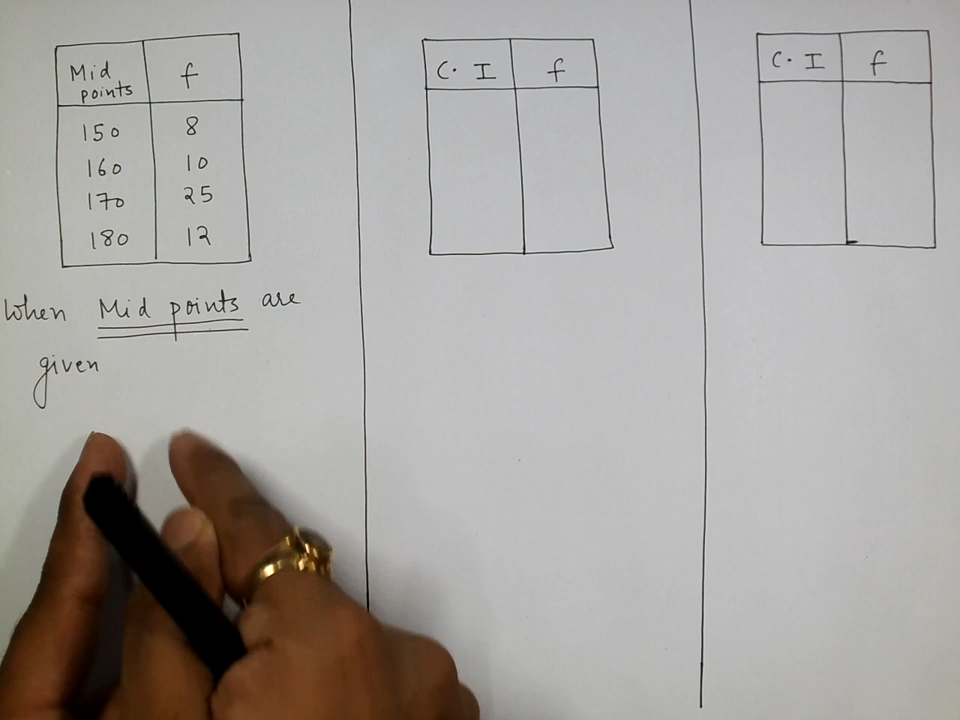 Mid points f
150 8
160 10
170 25
180 12
When Mid points are
given
C. I f
C. I f